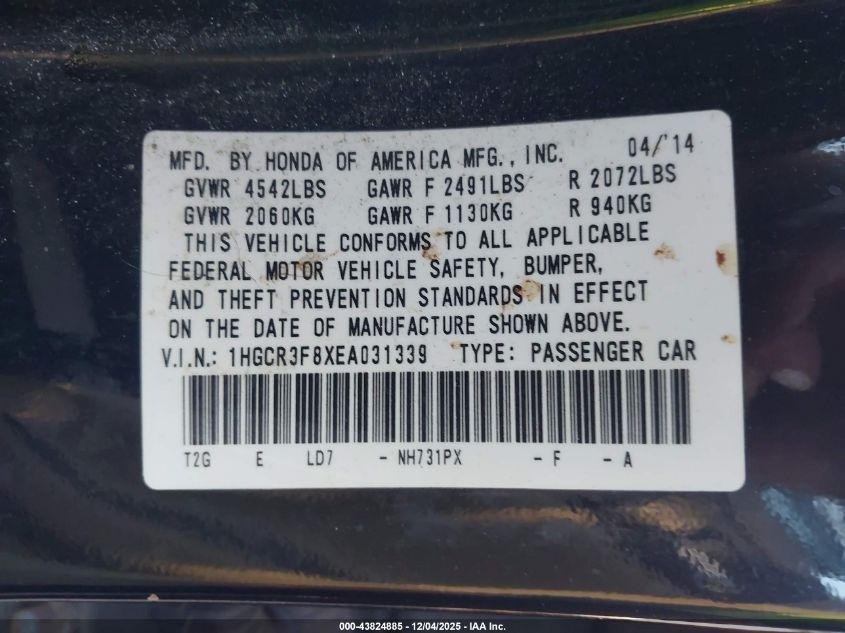 MFD. BY HONDA OF AMERICA MFG., INC. 04/'14
GVWR 4542LBS GAWR F 2491LBS R 2072LBS
GVWR 2060KG GAWR F 1130KG R 940KG
THIS VEHICLE CONFORMS TO ALL APPLICABLE
FEDERAL MOTOR VEHICLE SAFETY, BUMPER,
AND THEFT PREVENTION STANDARDS IN EFFECT
ON THE DATE OF MANUFACTURE SHOWN ABOVE.
V.I.N.: 1HGCR3F8XEA031339 TYPE: PASSENGER CAR
T2G E LD7 - NH731PX - F - A
000-43824885 - 12/04/2025 - IAA Inc.